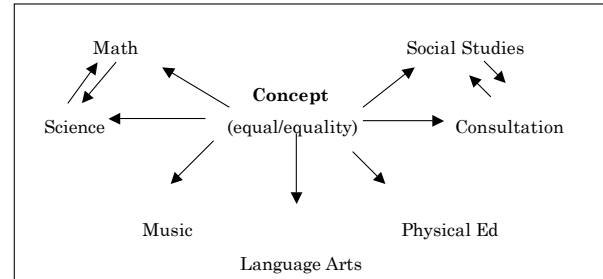 Math
Social Studies
Concept
Science
(equal/equality)
Consultation
Music
Physical Ed
Language Arts